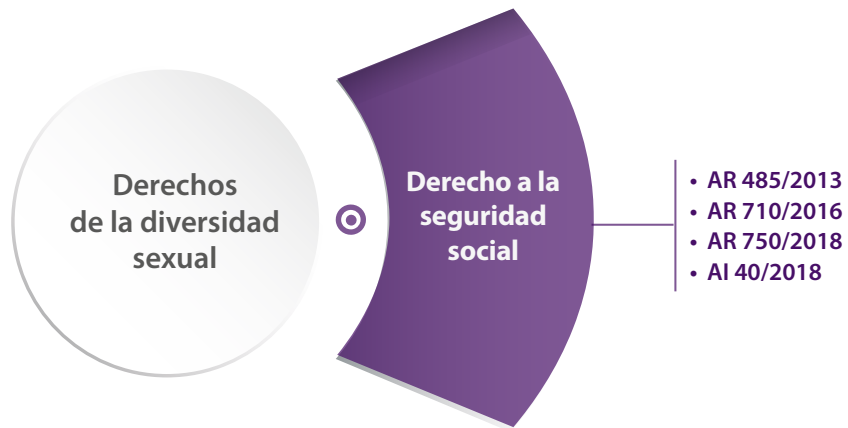 Derechos
de la diversidad
sexual
Derecho a la
seguridad
social
• AR 485/2013
• AR 710/2016
• AR 750/2018
• AI 40/2018